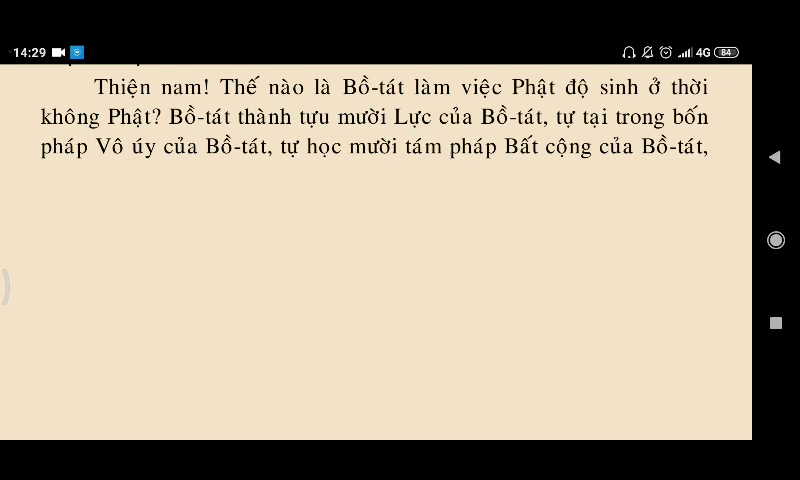 14:29
4G 84
Thiện nam! Thế nào là Bồ-tát làm việc Phật độ sinh ở thời
không Phật? Bồ-tát thành tựu mười Lực của Bồ-tát, tự tại trong bốn
pháp Vô úy của Bồ-tát, tự học mười tám pháp Bất cộng của Bồ-tát,